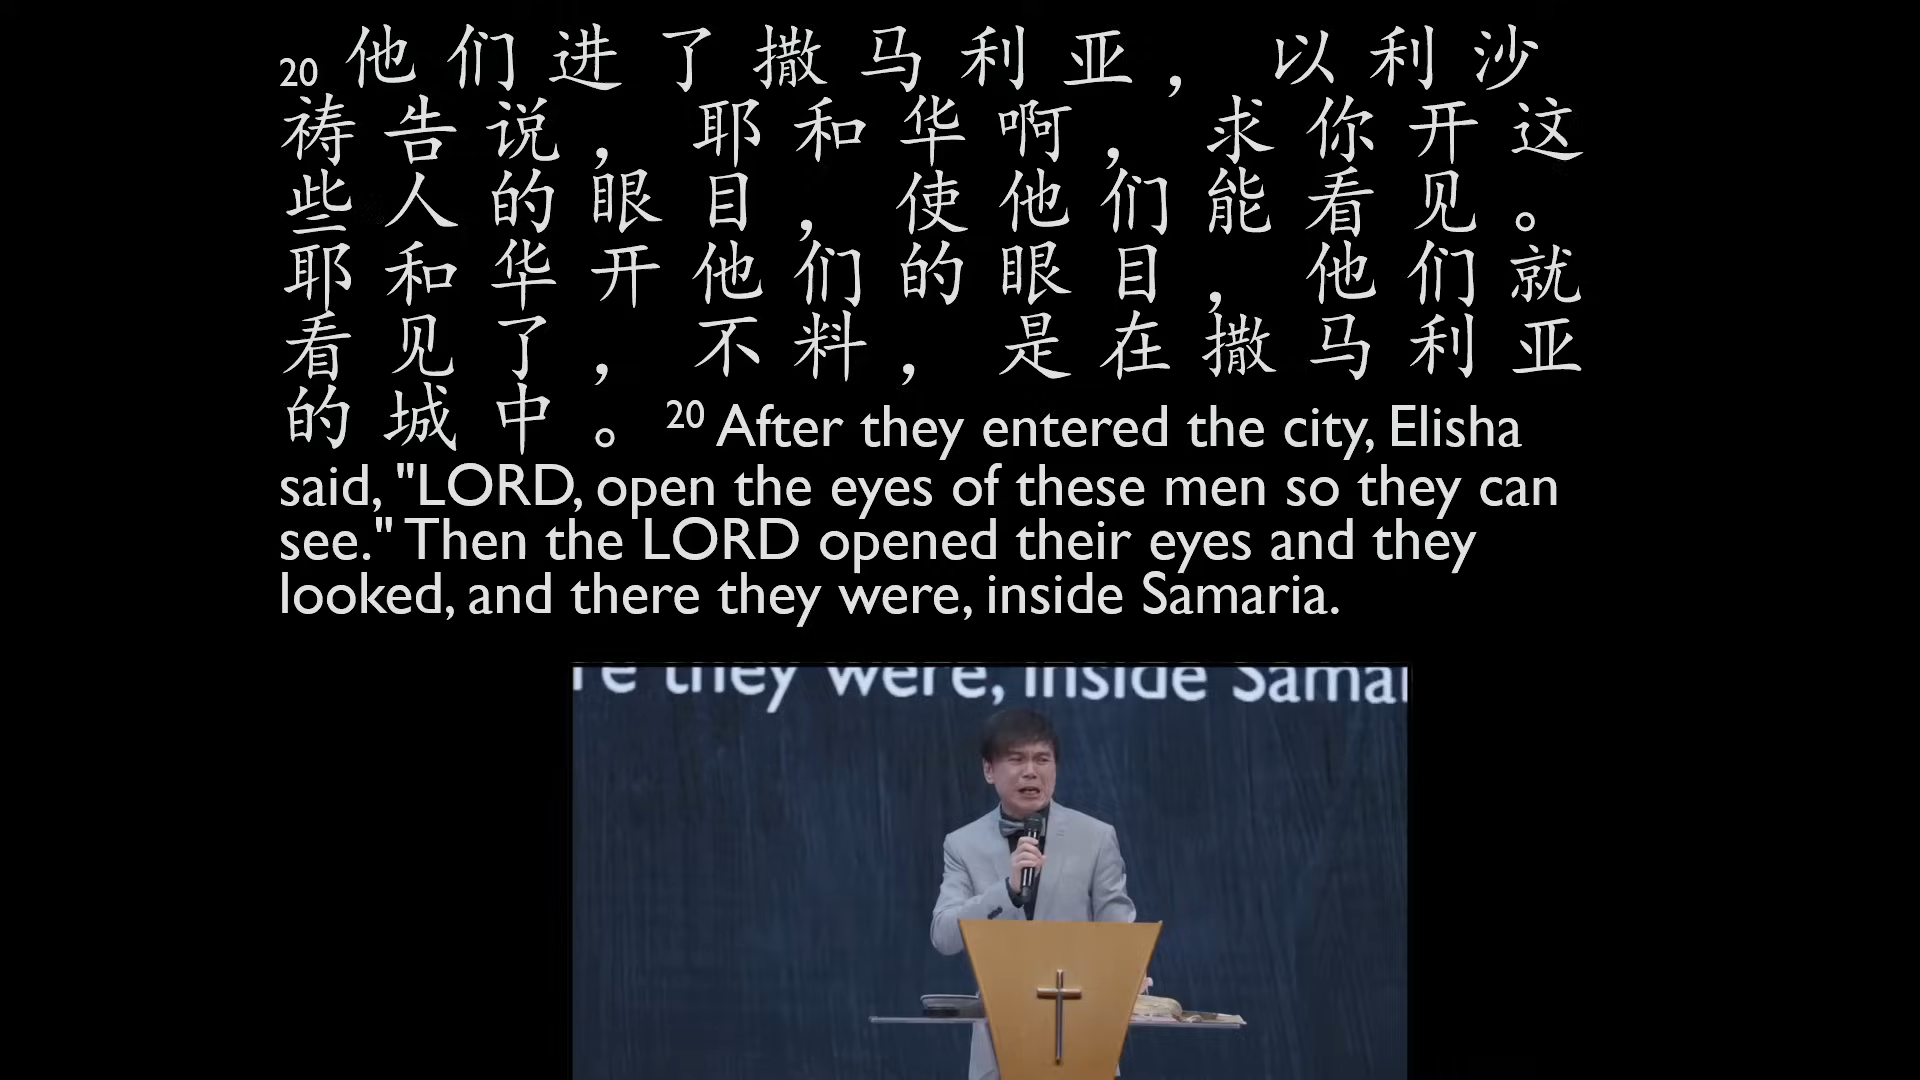 20 他们进了撒马利亚，以利沙
祷告说，耶和华啊，求你开这
些人的眼目，使他们能看见。
耶和华开他们的眼目，他们就
看见了，不料，是在撒马利亚
的城中。20 After they entered the city, Elisha
said, "LORD, open the eyes of these men so they can
see." Then the LORD opened their eyes and they
looked, and there they were, inside Samaria.
re they were, inside Samar